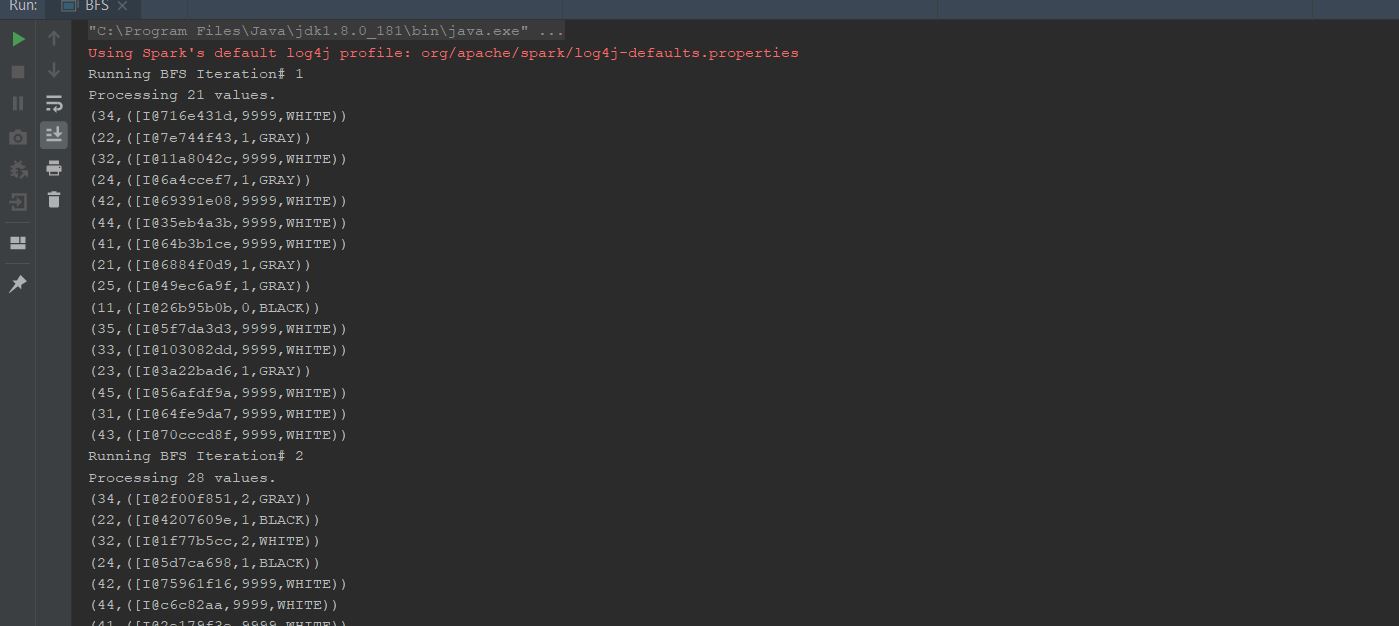 Run: BFS
"C:\Program Files\Java\jdk1.8.0_181\bin\java.exe" ...
Using Spark's default log4j profile: org/apache/spark/log4j-defaults.properties
Running BFS Iteration# 1
Processing 21 values.
(34,([I@716e431d,9999,WHITE))
(22,([I@7e744f43,1,GRAY))
(32,([I@11a8042c,9999,WHITE))
(24,([I@6a4ccef7,1,GRAY))
(42,([I@69391e08,9999,WHITE))
(44,([I@35eb4a3b,9999,WHITE))
(41,([I@64b3b1ce,9999,WHITE))
(21,([I@6884f0d9,1,GRAY))
(25,([I@49ec6a9f,1,GRAY))
(11,([I@26b95b0b,0,BLACK))
(35,([I@5f7da3d3,9999,WHITE))
(33,([I@103082dd,9999,WHITE))
(23,([I@3a22bad6,1,GRAY))
(45,([I@56afdf9a,9999,WHITE))
(31,([I@64fe9da7,9999,WHITE))
(43,([I@70cccd8f,9999,WHITE))
Running BFS Iteration# 2
Processing 28 values.
(34,([I@2f00f851,2,GRAY))
(22,([I@4207609e,1,BLACK))
(32,([I@1f77b5cc,2,WHITE))
(24,([I@5d7ca698,1,BLACK))
(42,([I@75961f16,9999,WHITE))
(44,([I@c6c82aa,9999,WHITE))